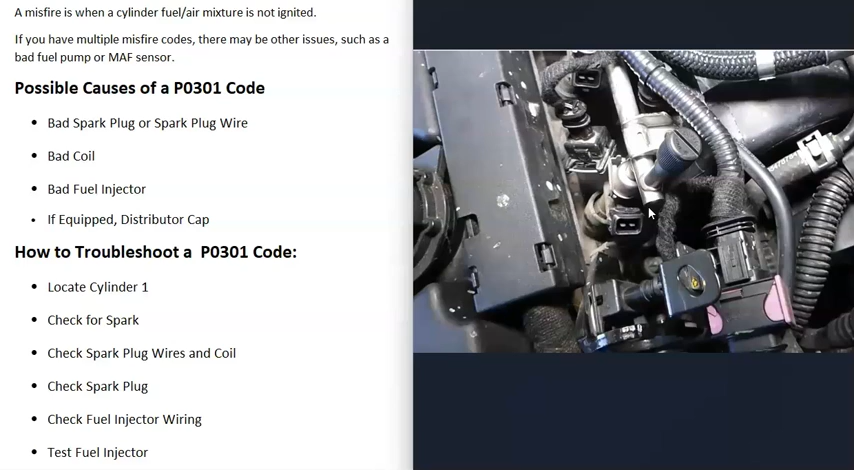 A misfire is when a cylinder fuel/air mixture is not ignited.
If you have multiple misfire codes, there may be other issues, such as a
bad fuel pump or MAF sensor.
Possible Causes of a P0301 Code
• Bad Spark Plug or Spark Plug Wire
• Bad Coil
• Bad Fuel Injector
• If Equipped, Distributor Cap
How to Troubleshoot a  P0301 Code:
• Locate Cylinder 1
• Check for Spark
• Check Spark Plug Wires and Coil
• Check Spark Plug
• Check Fuel Injector Wiring
• Test Fuel Injector